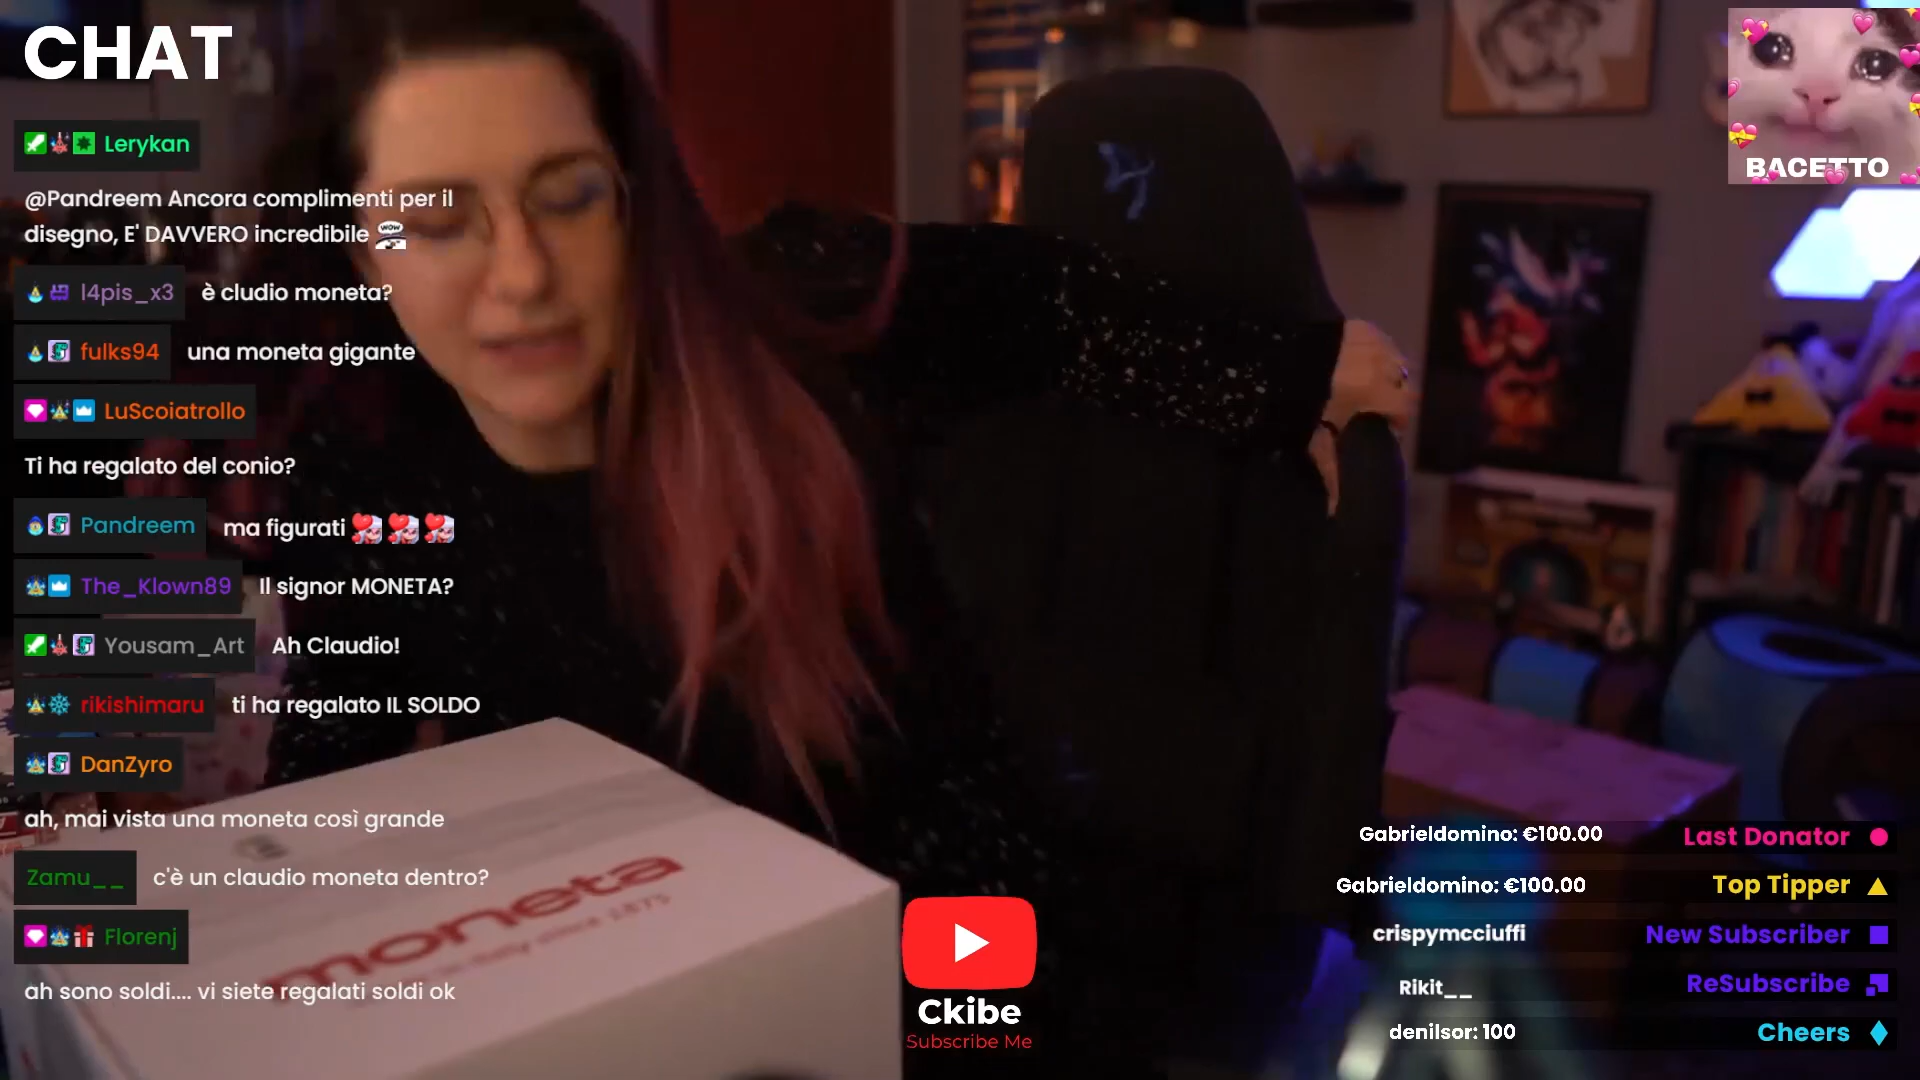 CHAT
BACETTO
Lerykan
@Pandreem Ancora complimenti per il
disegno, E' DAVVERO incredibile
WOW
l4pis_x3 è cludio moneta?
fulks94 una moneta gigante
LuScoiatrollo
Ti ha regalato del conio?
Pandreem ma figurati
The_Klown89 Il signor MONETA?
Yousam_Art Ah Claudio!
rikishimaru ti ha regalato IL SOLDO
DanZyro
ah, mai vista una moneta così grande
Zamu__ c'è un claudio moneta dentro?
Florenj
ah sono soldi.... vi siete regalati soldi ok
moneta
since 1875
Ckibe
Subscribe Me
Gabrieldomino: €100.00 Last Donator
Gabrieldomino: €100.00 Top Tipper
crispymcciuffi New Subscriber
Rikit__ ReSubscribe
denilsor: 100 Cheers